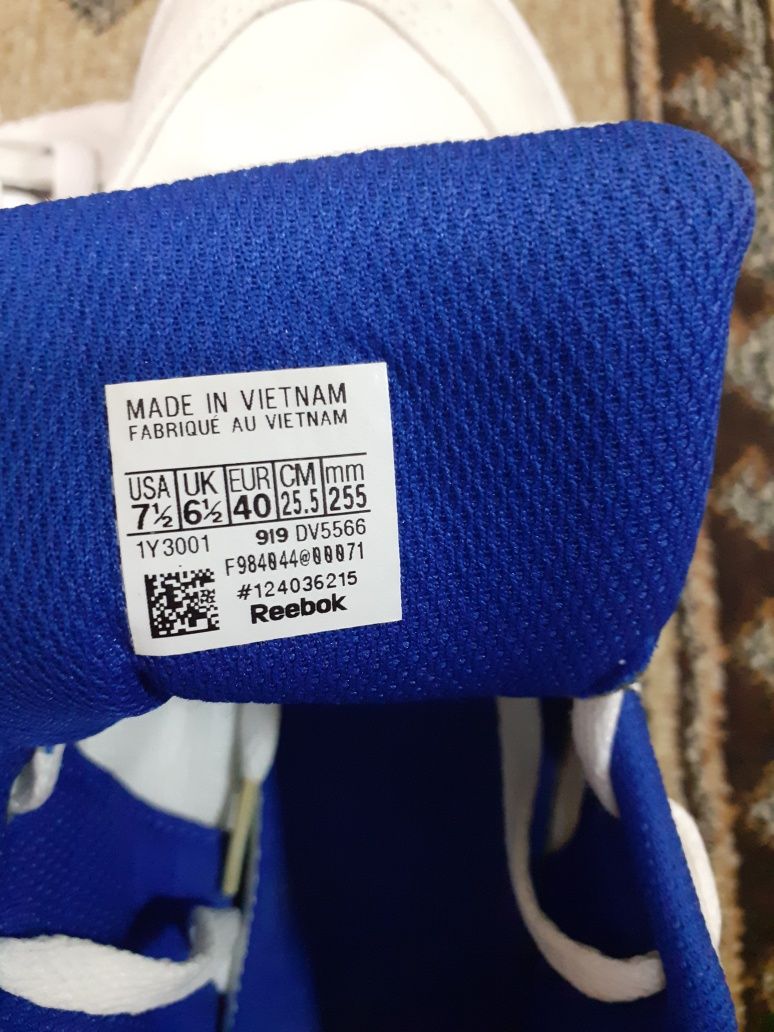 MADE IN VIETNAM
FABRIQUÉ AU VIETNAM
USA UK EUR CM mm
7½ 6½ 40 25.5 255
1Y3001 919 DV5566
F984044@00071
#124036215
Reebok